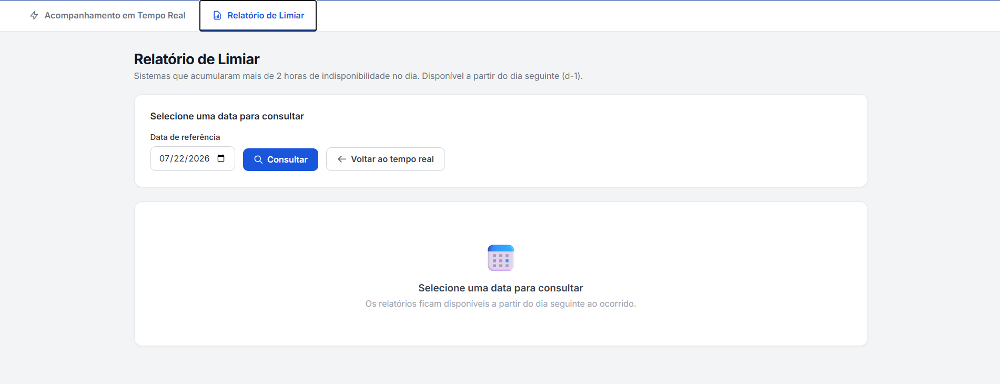 Acompanhamento em Tempo Real
Relatório de Limiar
Relatório de Limiar
Sistemas que acumularam mais de 2 horas de indisponibilidade no dia. Disponível a partir do dia seguinte (d-1).
Selecione uma data para consultar
Data de referência
07/22/2026
Consultar
Voltar ao tempo real
Selecione uma data para consultar
Os relatórios ficam disponíveis a partir do dia seguinte ao ocorrido.